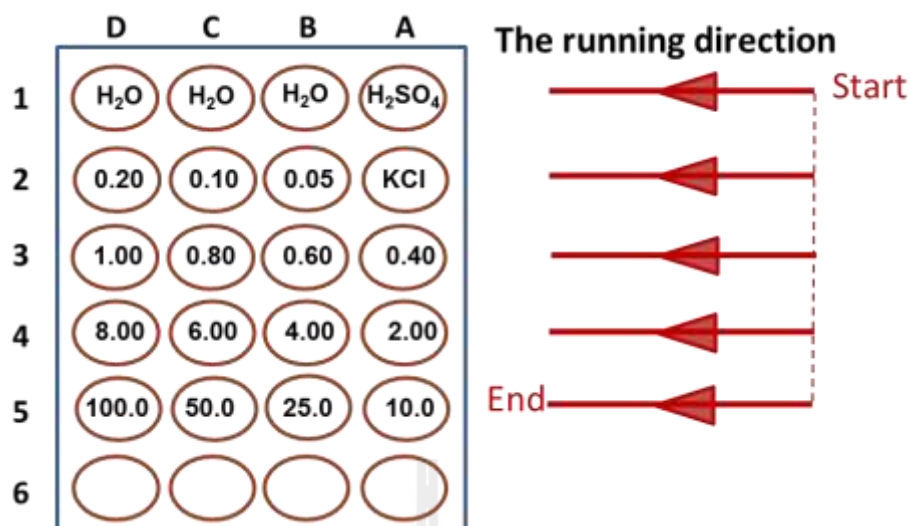 D C B A
The running direction
1 H₂O H₂O H₂O H₂SO₄ Start
2 0.20 0.10 0.05 KCl
3 1.00 0.80 0.60 0.40
4 8.00 6.00 4.00 2.00
5 100.0 50.0 25.0 10.0 End
6